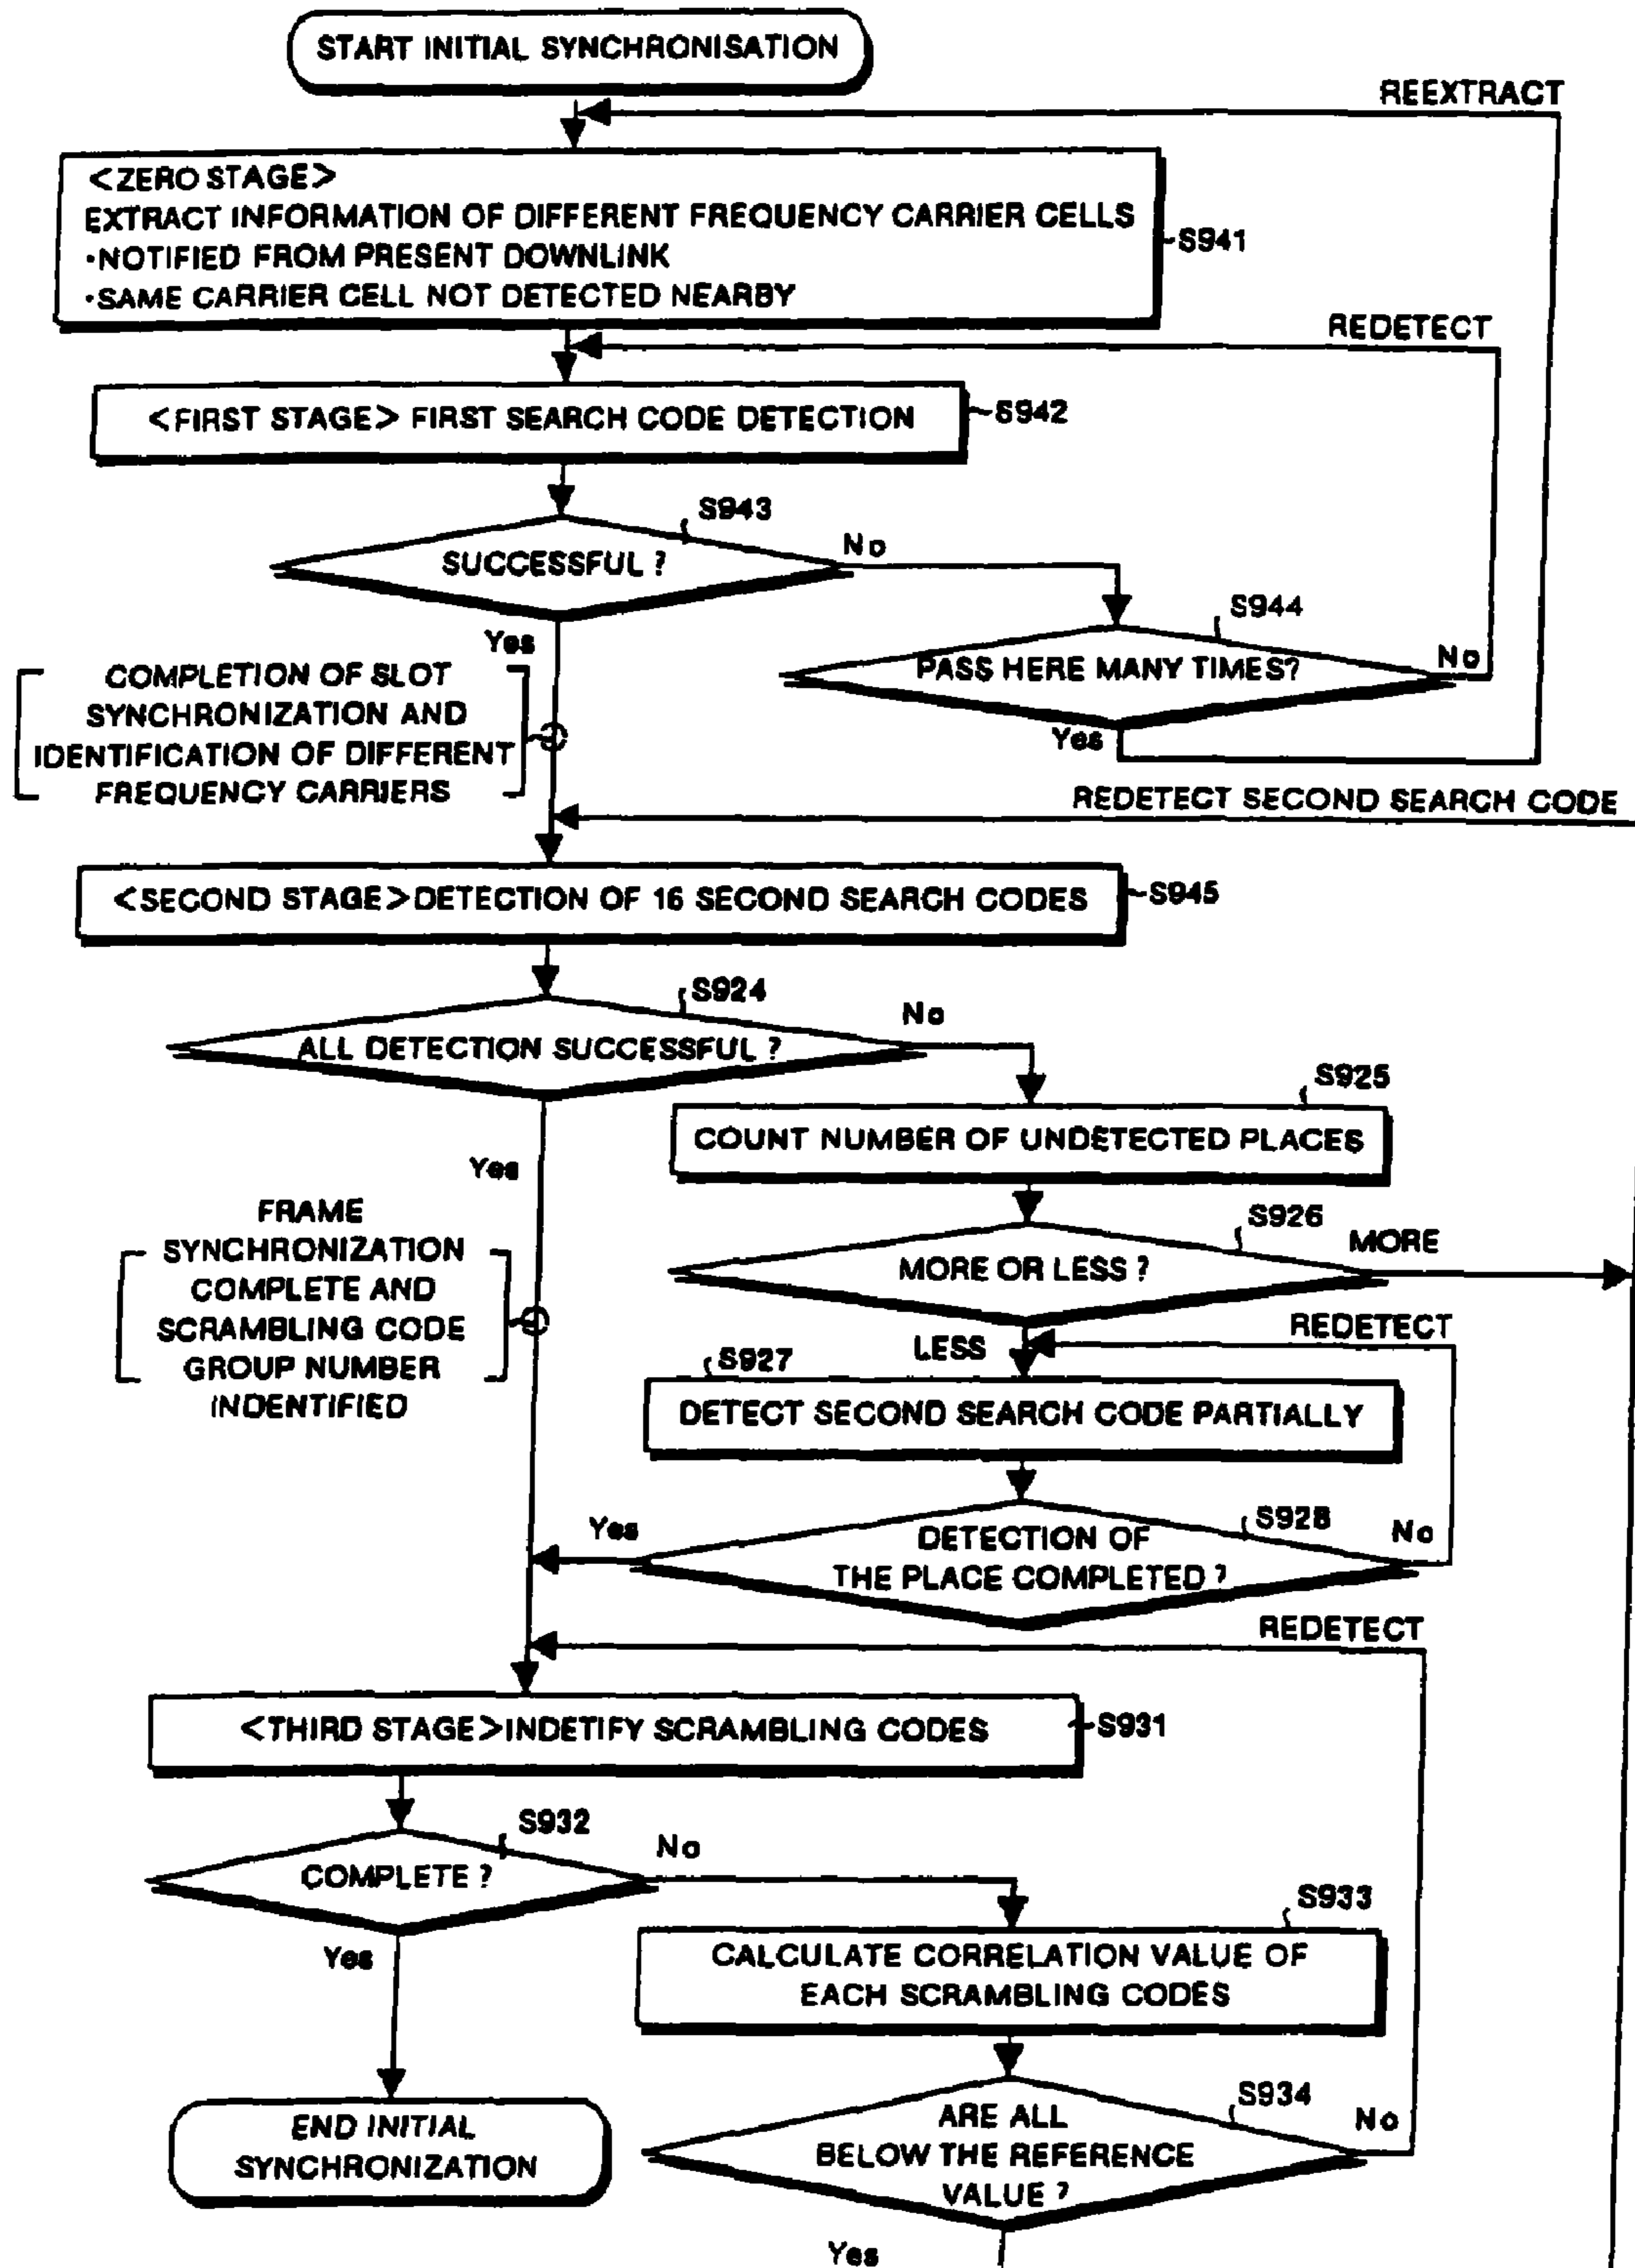 START INITIAL SYNCHRONISATION
REEXTRACT
<ZERO STAGE>
EXTRACT INFORMATION OF DIFFERENT FREQUENCY CARRIER CELLS
•NOTIFIED FROM PRESENT DOWNLINK
•SAME CARRIER CELL NOT DETECTED NEARBY
S941
REDETECT
<FIRST STAGE> FIRST SEARCH CODE DETECTION
S942
S943
SUCCESSFUL ?
No
S944
PASS HERE MANY TIMES?
No
Yes
Yes
COMPLETION OF SLOT
SYNCHRONIZATION AND
IDENTIFICATION OF DIFFERENT
FREQUENCY CARRIERS
REDETECT SECOND SEARCH CODE
<SECOND STAGE>DETECTION OF 16 SECOND SEARCH CODES
S945
S924
ALL DETECTION SUCCESSFUL ?
No
S925
COUNT NUMBER OF UNDETECTED PLACES
Yes
FRAME
SYNCHRONIZATION
COMPLETE AND
SCRAMBLING CODE
GROUP NUMBER
INDENTIFIED
S926
MORE OR LESS ?
MORE
LESS
REDETECT
S927
DETECT SECOND SEARCH CODE PARTIALLY
S928
DETECTION OF
THE PLACE COMPLETED ?
Yes
No
REDETECT
<THIRD STAGE>INDETIFY SCRAMBLING CODES
S931
S932
COMPLETE ?
No
Yes
S933
CALCULATE CORRELATION VALUE OF
EACH SCRAMBLING CODES
END INITIAL
SYNCHRONIZATION
S934
ARE ALL
BELOW THE REFERENCE
VALUE ?
No
Yes